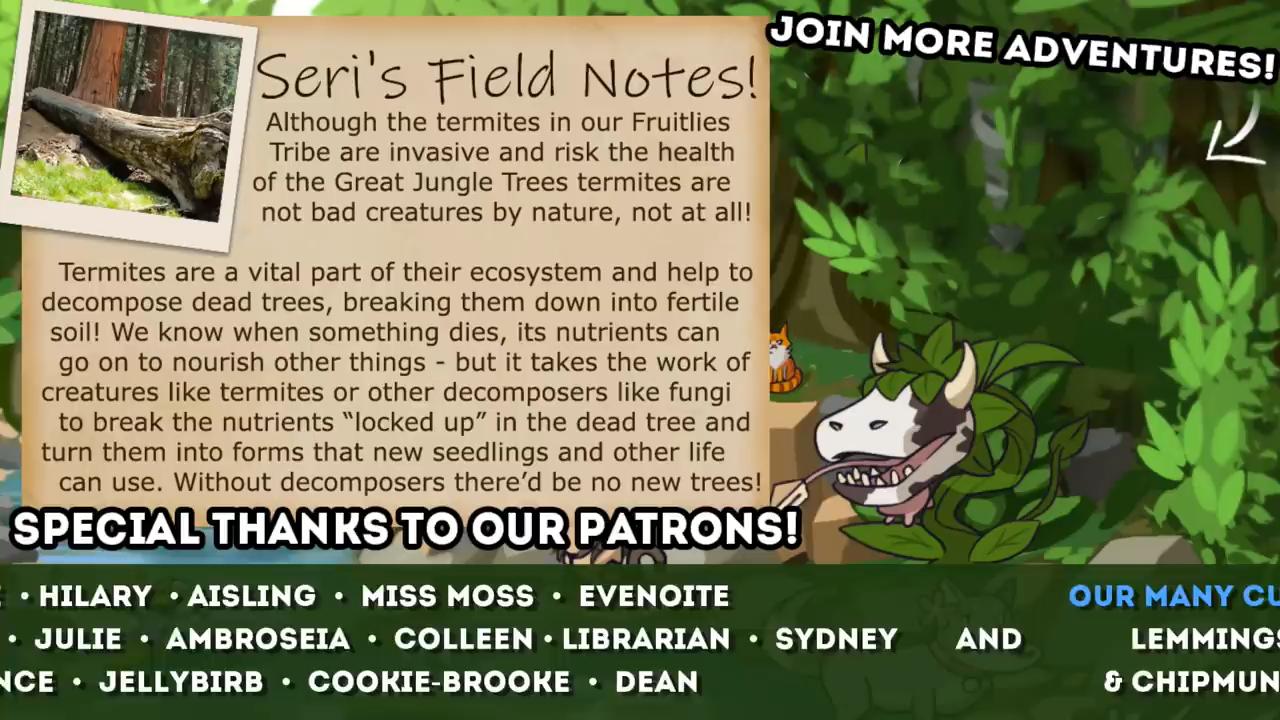 JOIN MORE ADVENTURES!
Seri's Field Notes!
Although the termites in our Fruitlies
Tribe are invasive and risk the health
of the Great Jungle Trees termites are
not bad creatures by nature, not at all!
Termites are a vital part of their ecosystem and help to
decompose dead trees, breaking them down into fertile
soil! We know when something dies, its nutrients can
go on to nourish other things - but it takes the work of
creatures like termites or other decomposers like fungi
to break the nutrients “locked up” in the dead tree and
turn them into forms that new seedlings and other life
can use. Without decomposers there’d be no new trees!
SPECIAL THANKS TO OUR PATRONS!
• HILARY • AISLING • MISS MOSS • EVENOITE OUR MANY CU
• JULIE • AMBROSEIA • COLLEEN • LIBRARIAN • SYDNEY AND LEMMINGS
NCE • JELLYBIRB • COOKIE-BROOKE • DEAN & CHIPMUN